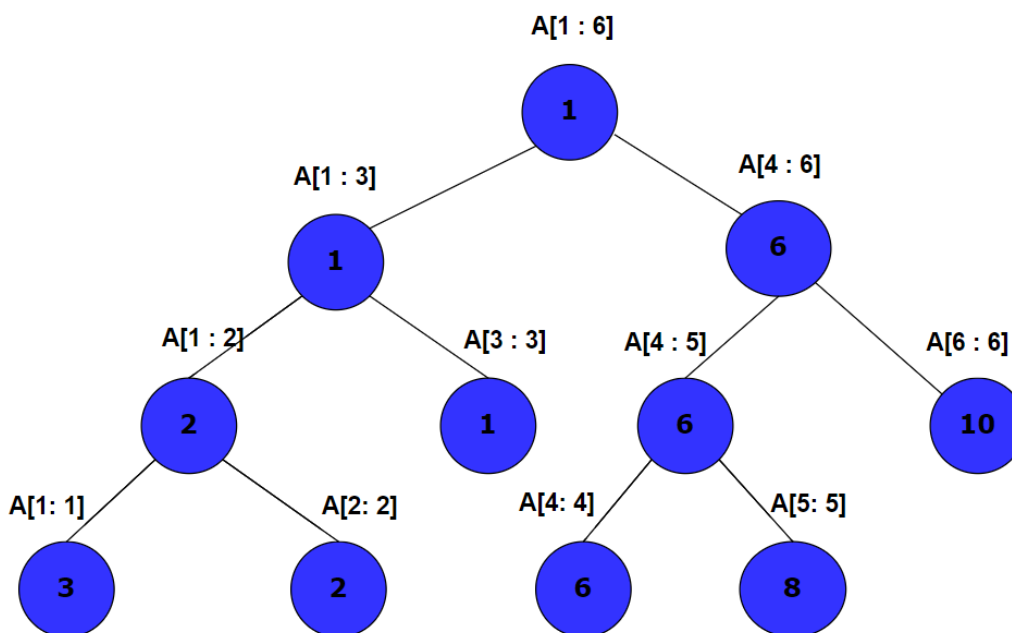 A[1 : 6]
1
A[1 : 3]
A[4 : 6]
1
6
A[1 : 2]
A[3 : 3]
A[4 : 5]
A[6 : 6]
2
1
6
10
A[1: 1]
A[2: 2]
A[4: 4]
A[5: 5]
3
2
6
8